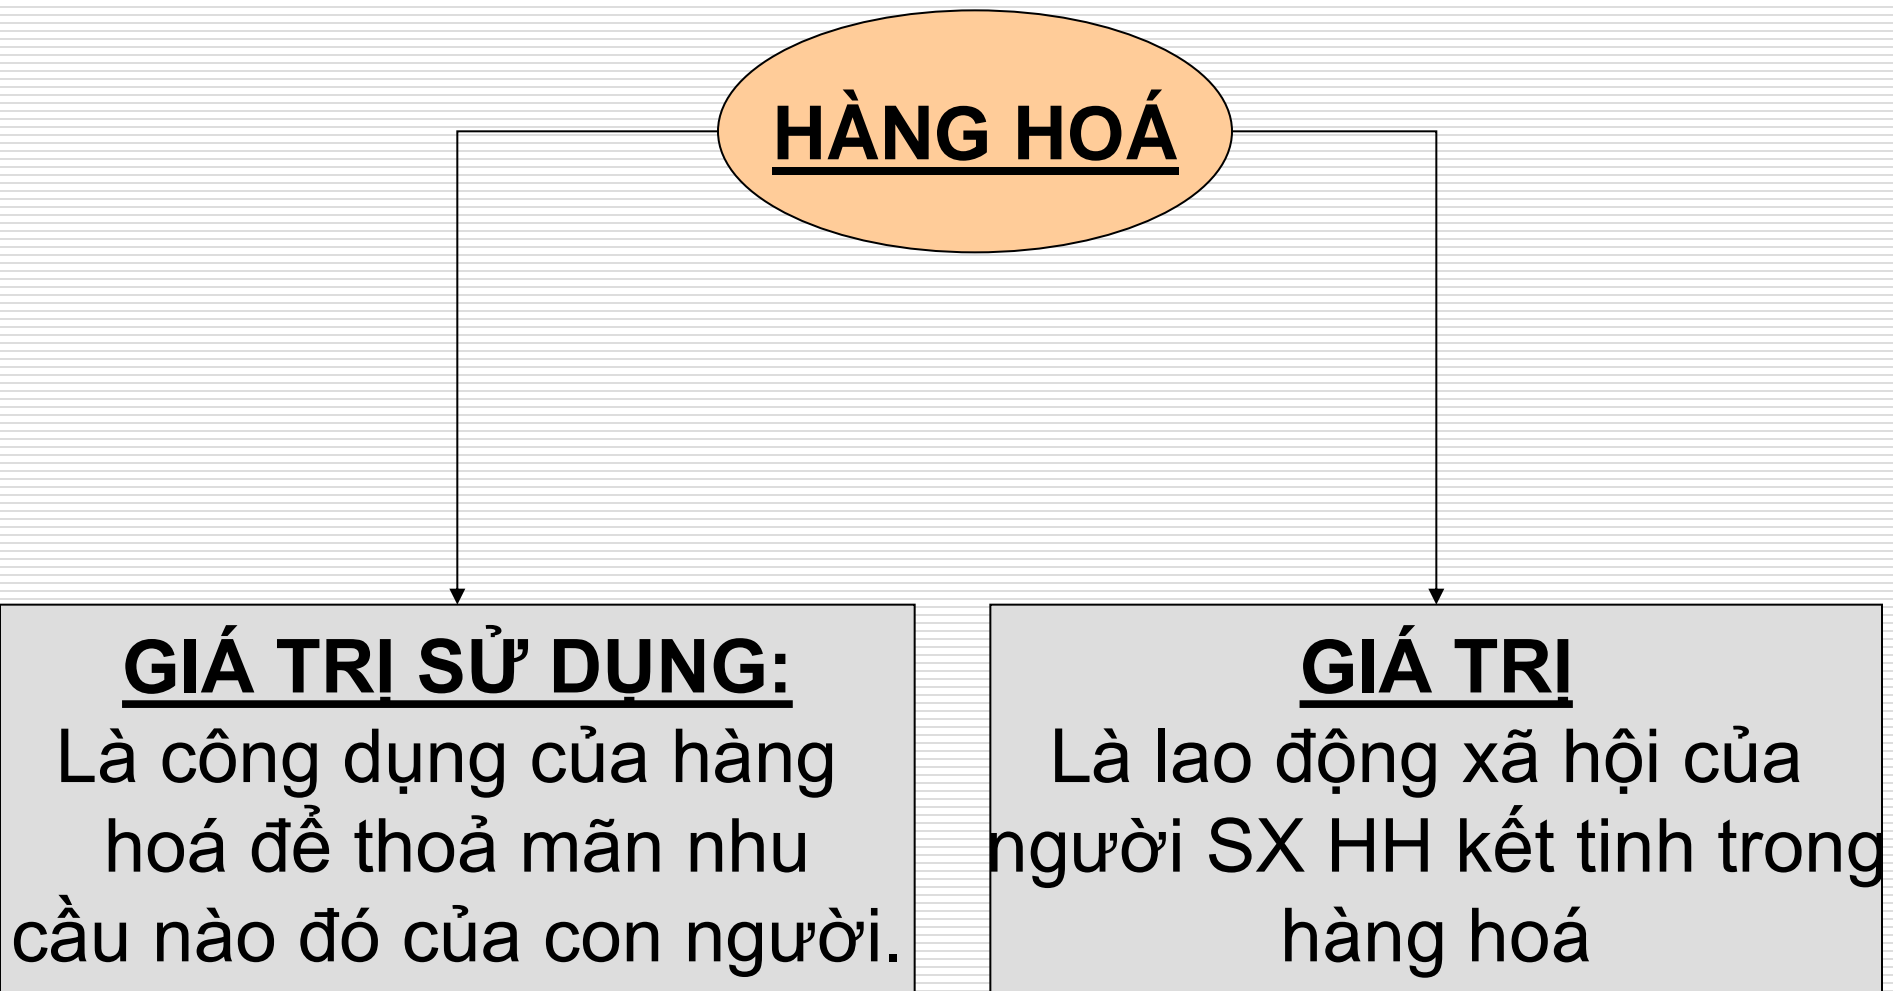 HÀNG HOÁ
GIÁ TRỊ SỬ DỤNG:
Là công dụng của hàng
hoá để thoả mãn nhu
cầu nào đó của con người.
GIÁ TRỊ
Là lao động xã hội của
người SX HH kết tinh trong
hàng hoá